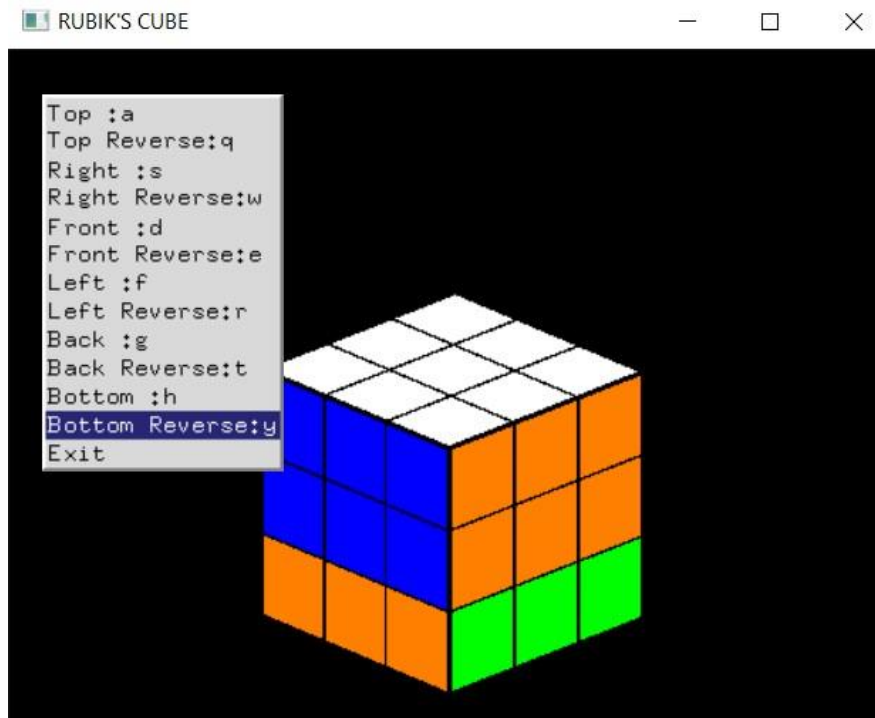 RUBIK'S CUBE
Top :a
Top Reverse:q
Right :s
Right Reverse:w
Front :d
Front Reverse:e
Left :f
Left Reverse:r
Back :g
Back Reverse:t
Bottom :h
Bottom Reverse:y
Exit